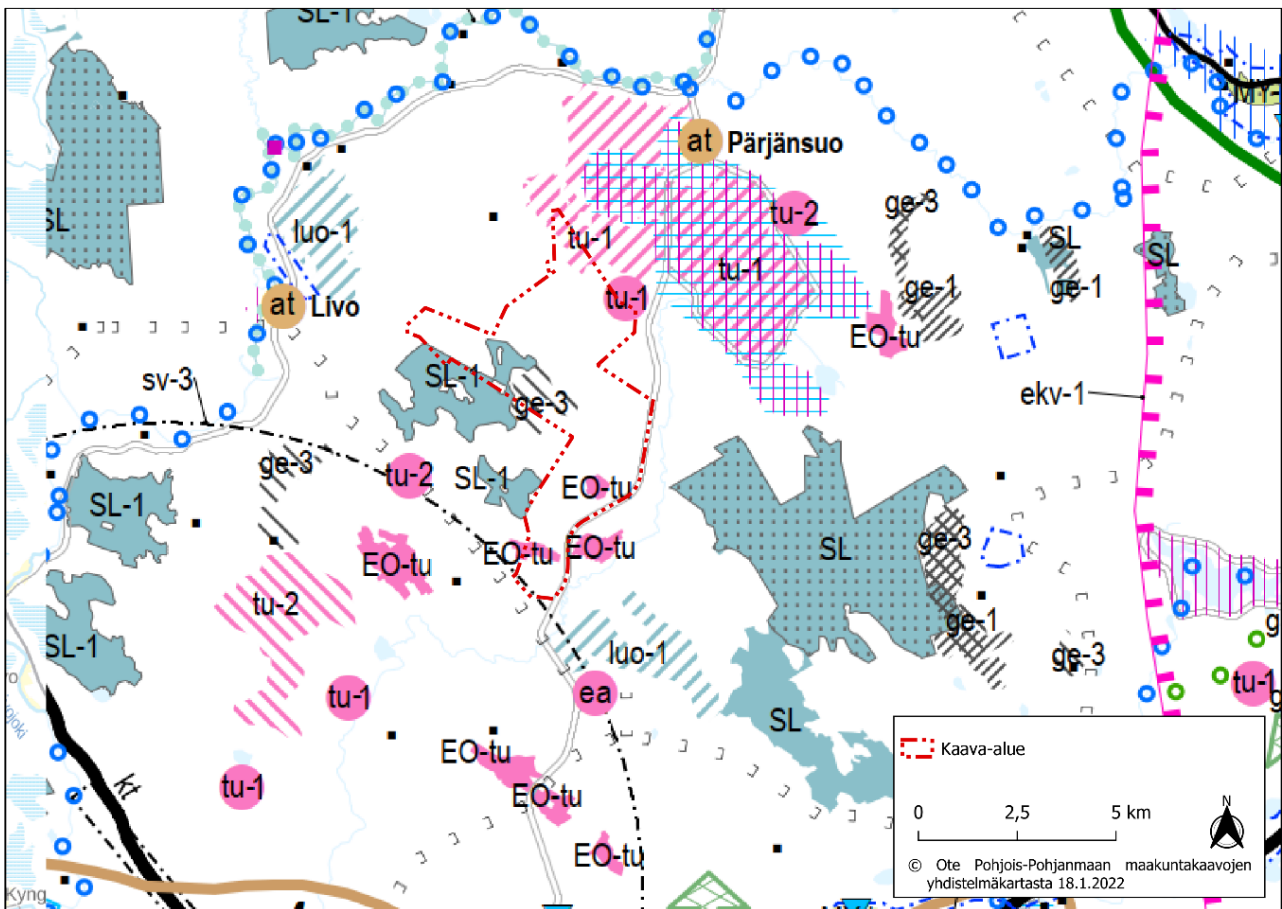 SL-1
MY-
at
Pärjänsuo
SL
ge-3
tu-2
luo-1
tu-1
SL
SL
tu-1
ge-1
ge-1
tu-1
at
Livo
EO-tu
SL-1
sv-3
ekv-1
ge-3
ge-3
tu-2
SL-1
EO-tu
SL-1
SL
ge-3
EO-tu
EO-tu
EO-tu
tu-2
ge-1
g
SL-1
luo-1
ge-3
tu-1
g
tu-1
ea
SL
ojoki
EO-tu
kt
tu-1
EO-tu
EO-tu
Kyng
Kaava-alue
0 2,5 5 km
N
© Ote Pohjois-Pohjanmaan maakuntakaavojen
yhdistelmäkartasta 18.1.2022